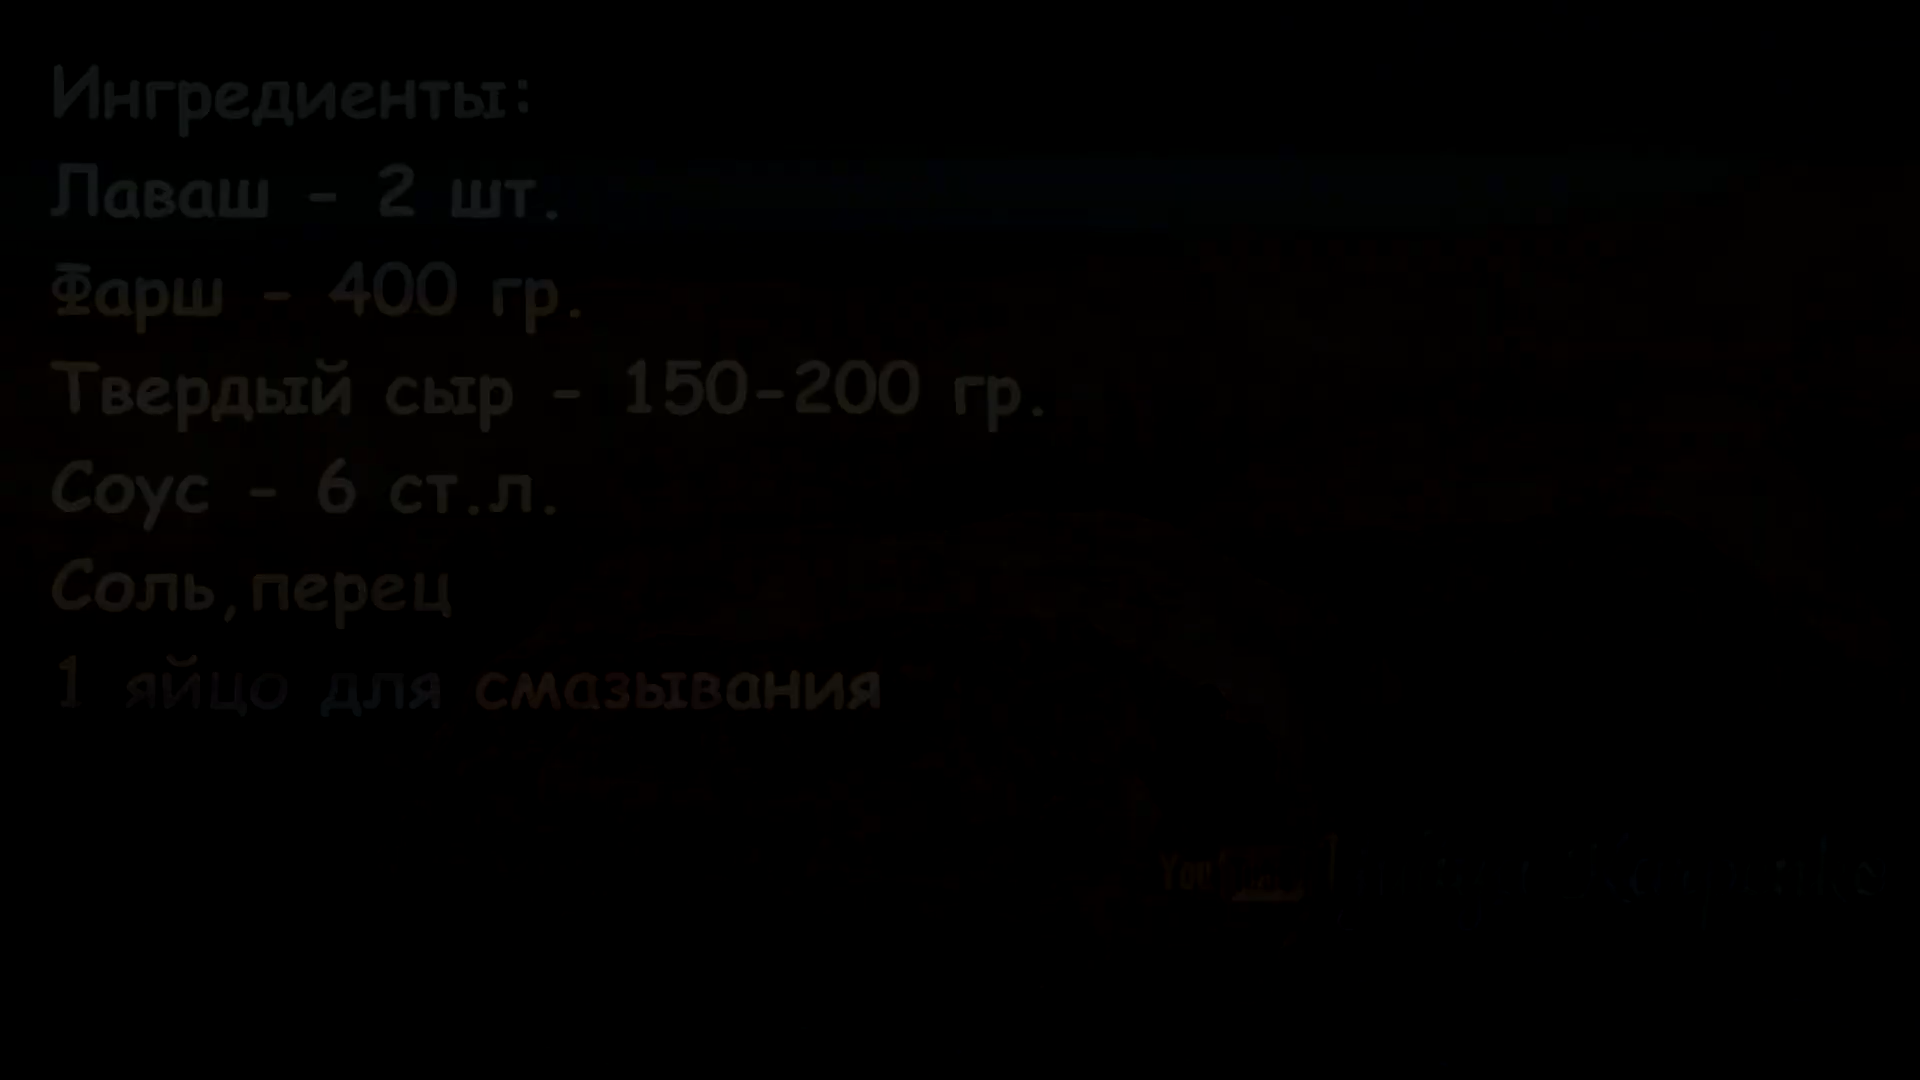 Ингредиенты:
Лаваш - 2 шт.
Фарш - 400 гр.
Твердый сыр - 150-200 гр.
Соус - 6 ст.л.
Соль,перец
1 яйцо для смазывания
You